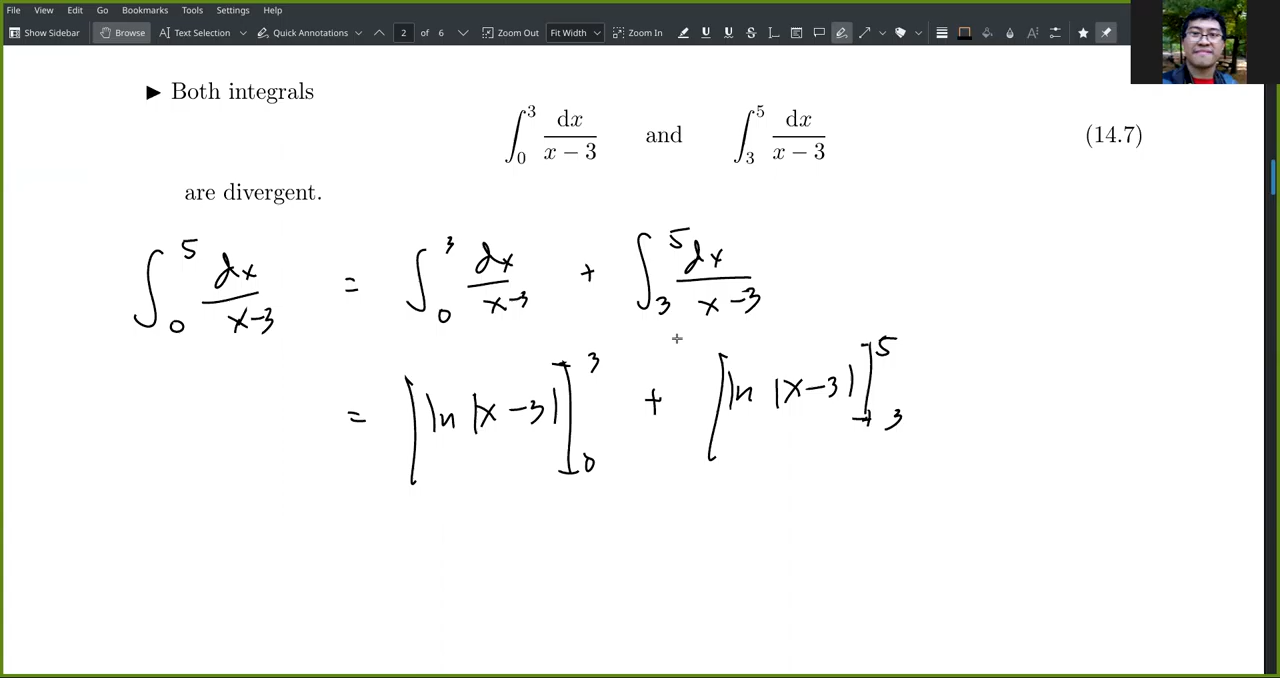 File View Edit Go Bookmarks Tools Settings Help
Show Sidebar Browse Text Selection Quick Annotations 2 of 6 Zoom Out Fit Width Zoom In
► Both integrals
∫_0^3 dx/(x − 3) and ∫_3^5 dx/(x − 3) (14.7)
are divergent.
∫_0^5 dx/(x−3) = ∫_0^3 dx/(x−3) + ∫_3^5 dx/(x−3)
= [ln |x−3|]_0^3 + [ln |x−3|]_3^5